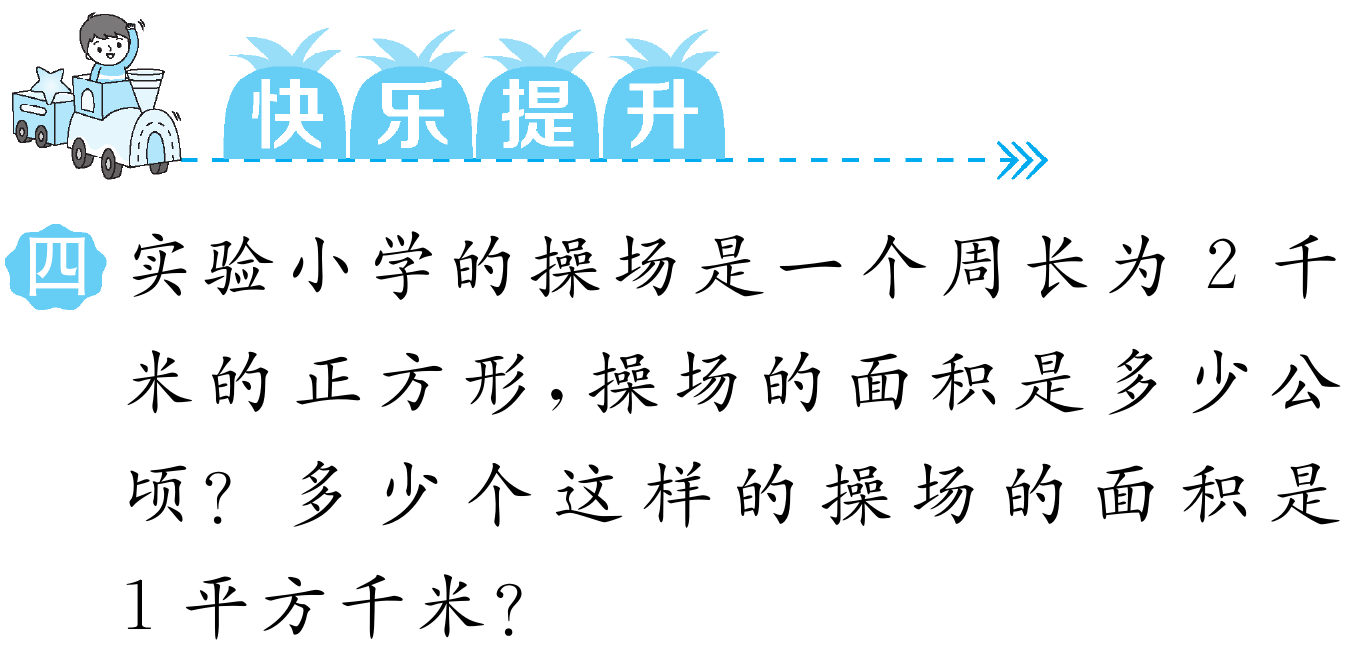 快乐提升
四 实验小学的操场是一个周长为 2 千
米的正方形,操场的面积是多少公
顷? 多少个这样的操场的面积是
1 平方千米?